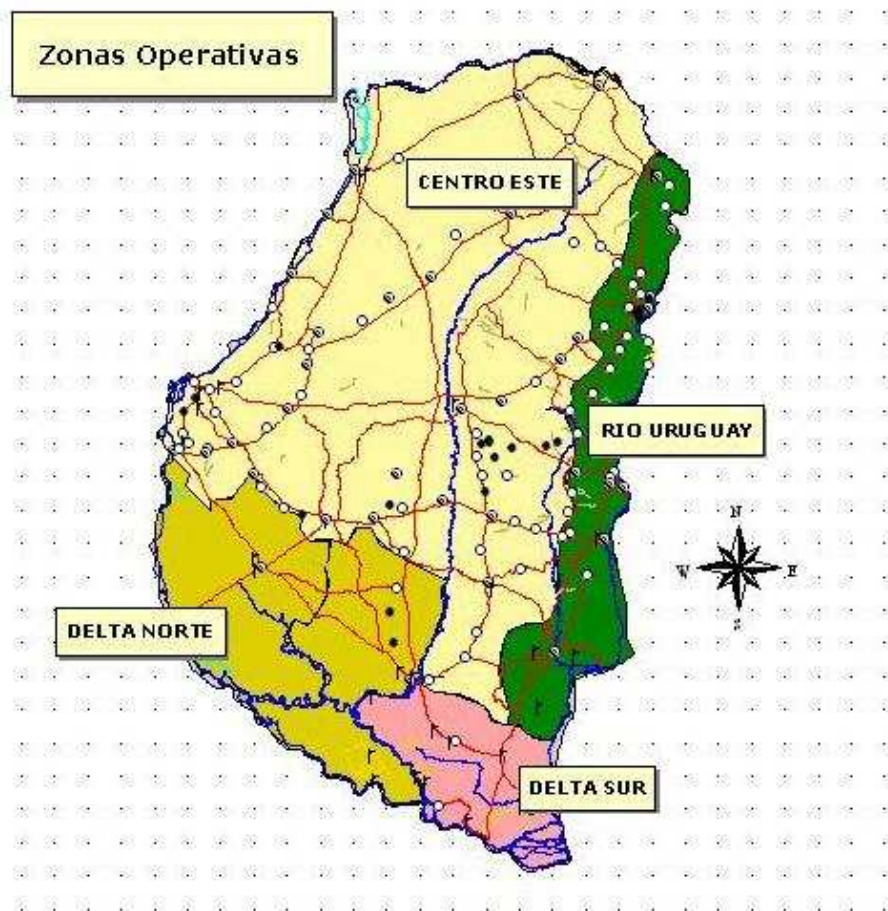 Zonas Operativas
CENTRO ESTE
RIO URUGUAY
N
W E
S
DELTA NORTE
DELTA SUR